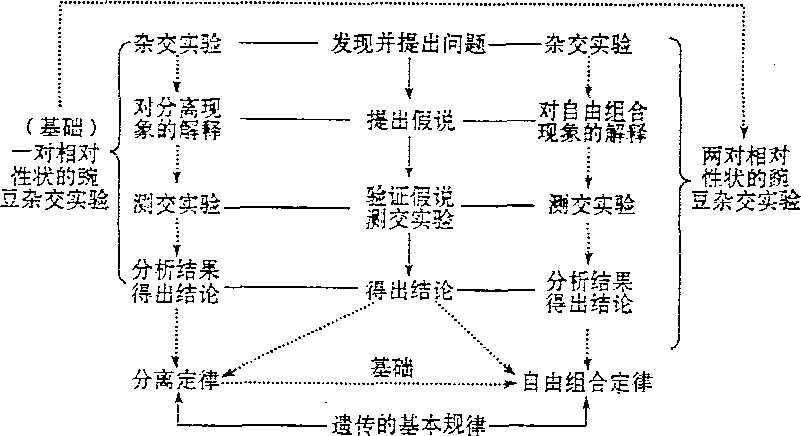 杂交实验 发现并提出问题 杂交实验
对分离现
象的解释
提出假说
对自由组合
现象的解释
（基础）
一对相对
性状的豌
豆杂交实验
两对相对
性状的豌
豆杂交实验
测交实验
验证假说
测交实验
测交实验
分析结果
得出结论
得出结论
分析结果
得出结论
分离定律
基础
自由组合定律
遗传的基本规律